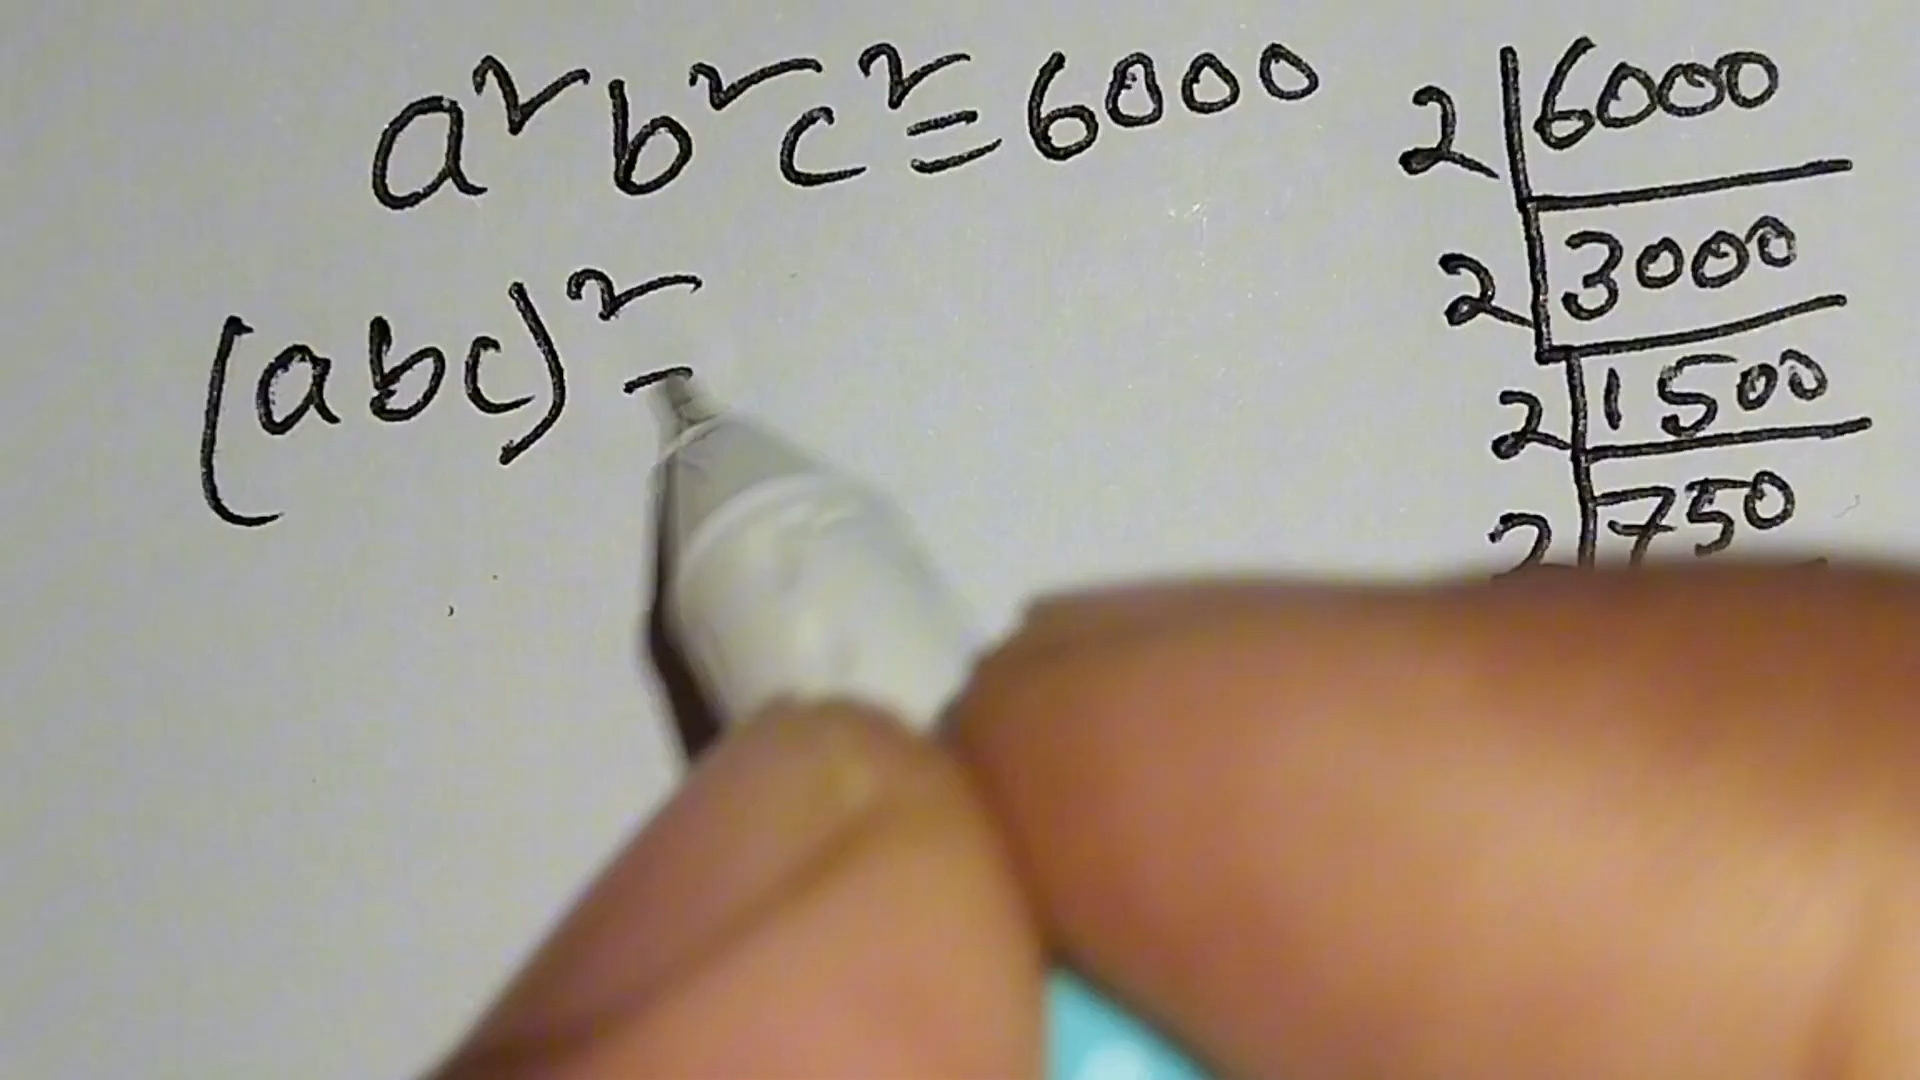 a²b²c²=6000
(abc)² =
2 | 6000
2 | 3000
2 | 1500
2 | 750